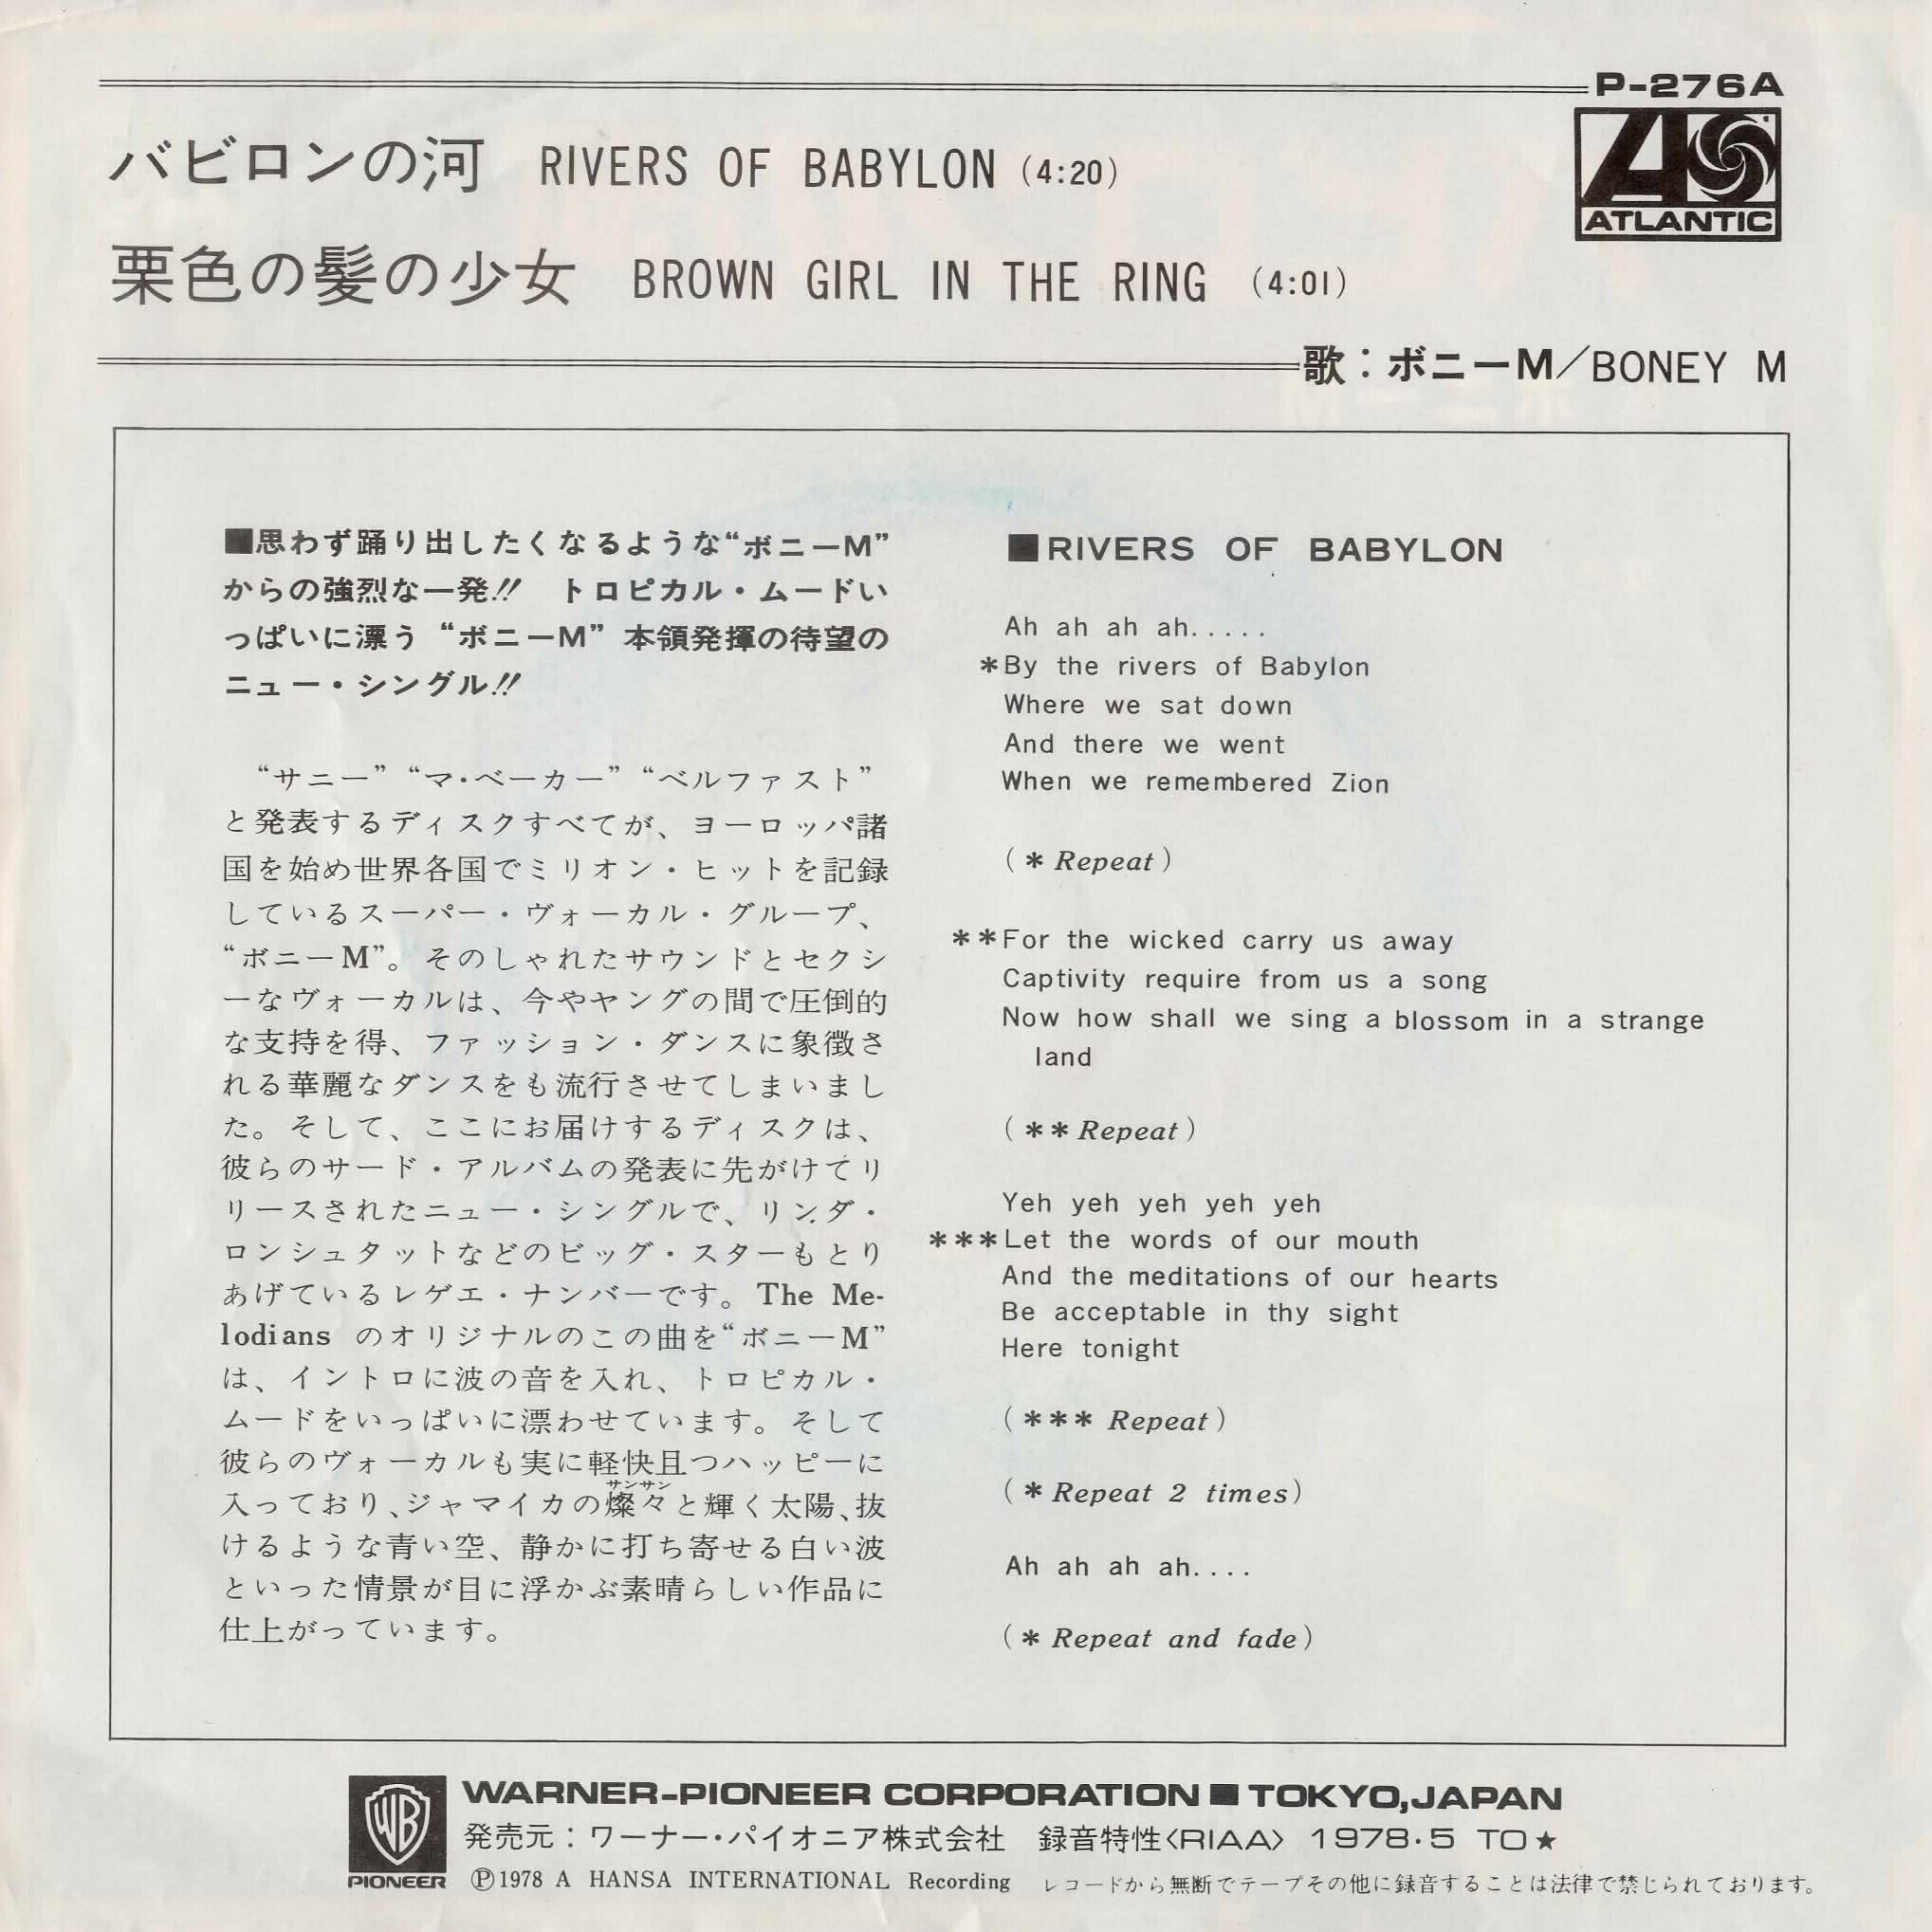 P-276A
ATLANTIC
バビロンの河 RIVERS OF BABYLON (4:20)
栗色の髪の少女 BROWN GIRL IN THE RING (4:01)
歌：ボニーM／BONEY M
■思わず踊り出したくなるような“ボニーM”
からの強烈な一発!! トロピカル・ムードい
っぱいに漂う“ボニーM”本領発揮の待望の
ニュー・シングル!!
“サニー”“マ・ベーカー”“ベルファスト”
と発表するディスクすべてが、ヨーロッパ諸
国を始め世界各国でミリオン・ヒットを記録
しているスーパー・ヴォーカル・グループ、
“ボニーM”。そのしゃれたサウンドとセクシ
ーなヴォーカルは、今やヤングの間で圧倒的
な支持を得、ファッション・ダンスに象徴さ
れる華麗なダンスをも流行させてしまいまし
た。そして、ここにお届けするディスクは、
彼らのサード・アルバムの発表に先がけてリ
リースされたニュー・シングルで、リンダ・
ロンシュタットなどのビッグ・スターもとり
あげているレゲエ・ナンバーです。The Me-
lodians のオリジナルのこの曲を“ボニーM”
は、イントロに波の音を入れ、トロピカル・
ムードをいっぱいに漂わせています。そして
彼らのヴォーカルも実に軽快且つハッピーに
サンサン
入っており、ジャマイカの燦々と輝く太陽、抜
けるような青い空、静かに打ち寄せる白い波
といった情景が目に浮かぶ素晴らしい作品に
仕上がっています。
■RIVERS OF BABYLON
Ah ah ah ah.....
*By the rivers of Babylon
Where we sat down
And there we went
When we remembered Zion
(* Repeat)
**For the wicked carry us away
Captivity require from us a song
Now how shall we sing a blossom in a strange
land
(** Repeat)
Yeh yeh yeh yeh yeh
***Let the words of our mouth
And the meditations of our hearts
Be acceptable in thy sight
Here tonight
(*** Repeat)
(* Repeat 2 times)
Ah ah ah ah....
(* Repeat and fade)
WB
PIONEER
WARNER-PIONEER CORPORATION ■ TOKYO,JAPAN
発売元：ワーナー・パイオニア株式会社 録音特性〈RIAA〉 1978・5 TO★
Ⓟ1978 A HANSA INTERNATIONAL Recording レコードから無断でテープその他に録音することは法律で禁じられております。